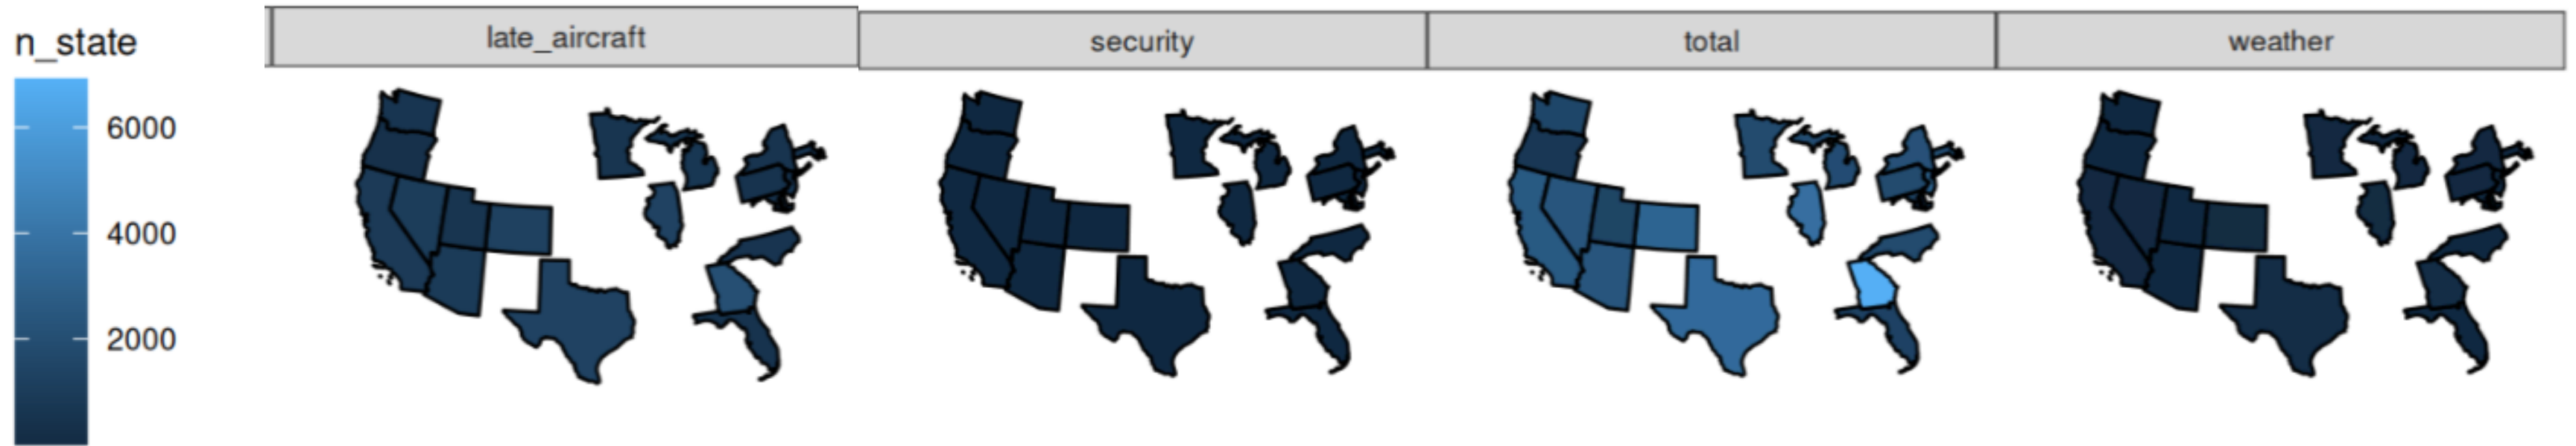 n_state
6000
4000
2000
late_aircraft
security
total
weather